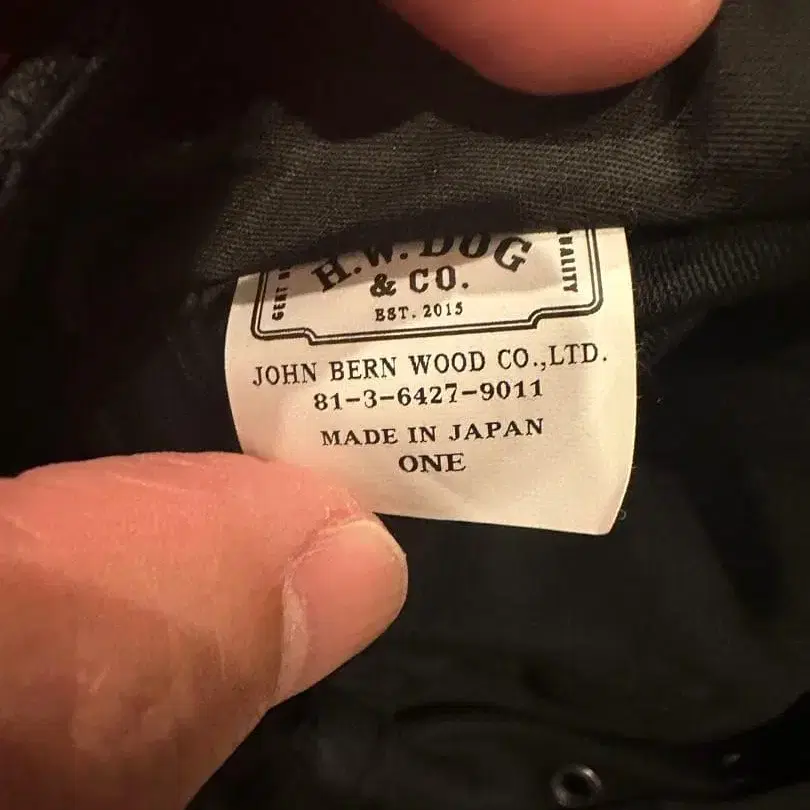 H.W. DOG
& CO.
EST. 2015
JOHN BERN WOOD CO.,LTD.
81-3-6427-9011
MADE IN JAPAN
ONE